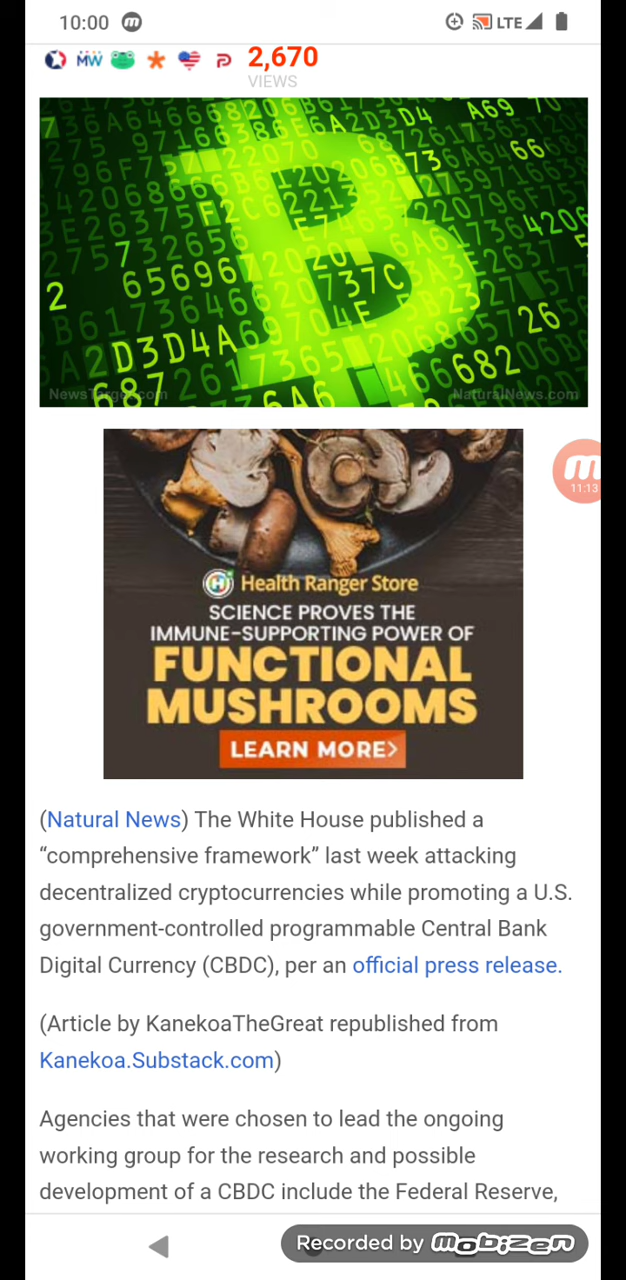 10:00
LTE
MW
2,670
VIEWS
NewsTarget.com
NaturalNews.com
11:13
Health Ranger Store
SCIENCE PROVES THE
IMMUNE-SUPPORTING POWER OF
FUNCTIONAL
MUSHROOMS
LEARN MORE>
(Natural News) The White House published a
“comprehensive framework” last week attacking
decentralized cryptocurrencies while promoting a U.S.
government-controlled programmable Central Bank
Digital Currency (CBDC), per an official press release.
(Article by KanekoaTheGreat republished from
Kanekoa.Substack.com)
Agencies that were chosen to lead the ongoing
working group for the research and possible
development of a CBDC include the Federal Reserve,
Recorded by mobizen